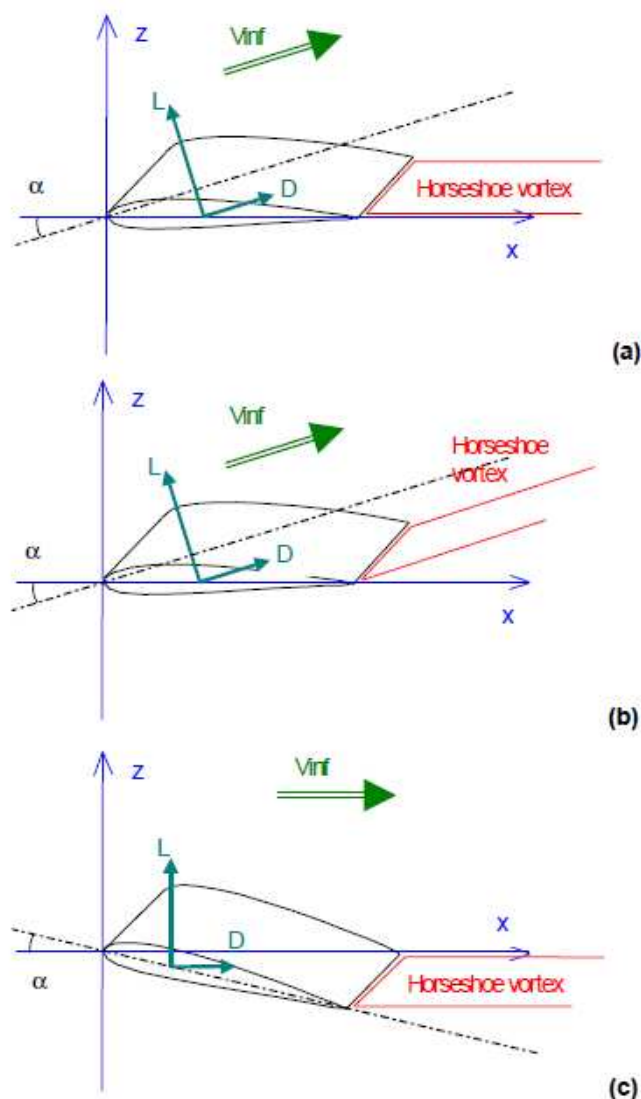 z
Vinf
L
α
D
Horseshoe vortex
x
(a)
z
Vinf
Horseshoe
vortex
L
α
D
x
(b)
z
Vinf
L
x
D
α
Horseshoe vortex
(c)